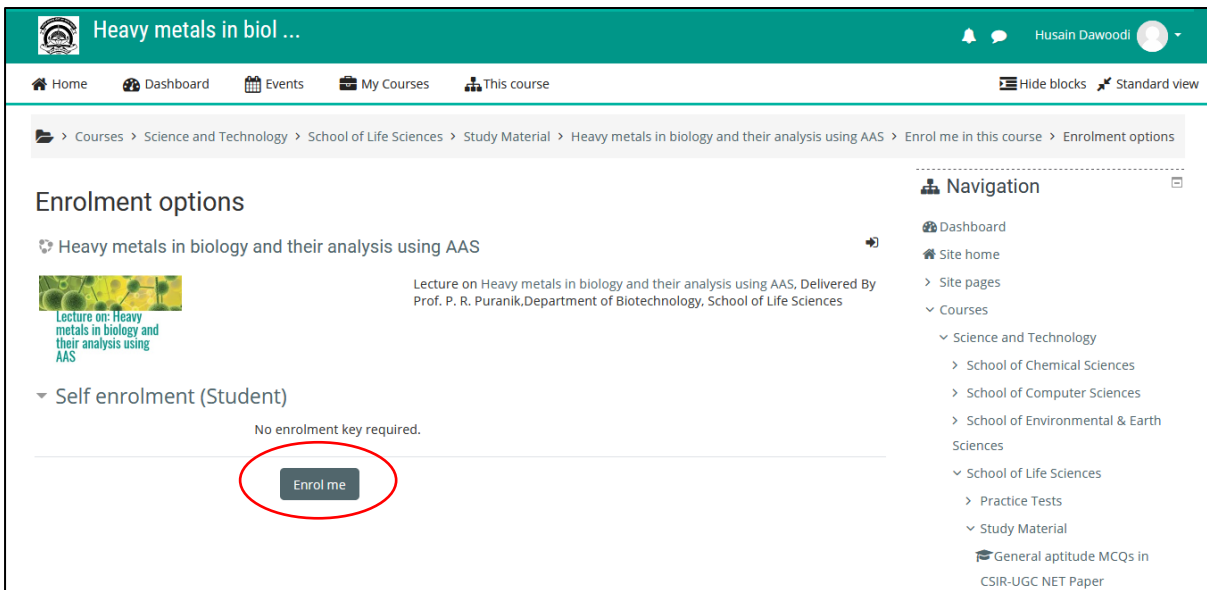 Heavy metals in biol ...
Husain Dawoodi
Home Dashboard Events My Courses This course Hide blocks Standard view
> Courses > Science and Technology > School of Life Sciences > Study Material > Heavy metals in biology and their analysis using AAS > Enrol me in this course > Enrolment options
Enrolment options
Heavy metals in biology and their analysis using AAS
Lecture on: Heavy
metals in biology and
their analysis using
AAS
Lecture on Heavy metals in biology and their analysis using AAS, Delivered By
Prof. P. R. Puranik,Department of Biotechnology, School of Life Sciences
Self enrolment (Student)
No enrolment key required.
Enrol me
Navigation
Dashboard
Site home
Site pages
Courses
Science and Technology
School of Chemical Sciences
School of Computer Sciences
School of Environmental & Earth
Sciences
School of Life Sciences
Practice Tests
Study Material
General aptitude MCQs in
CSIR-UGC NET Paper